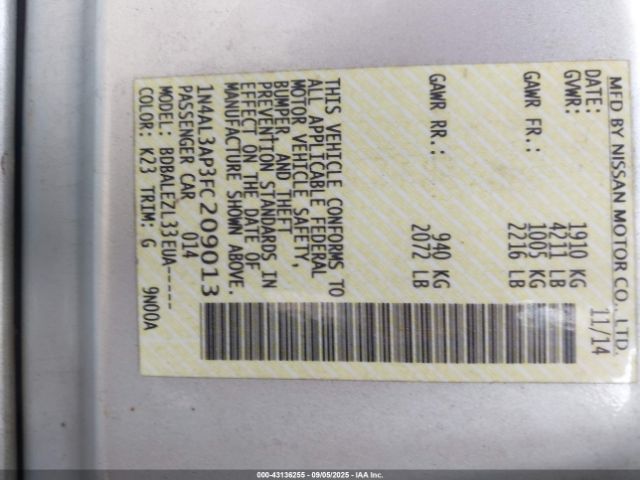 MFD BY NISSAN MOTOR CO., LTD.
DATE: 11/14
GVWR: 1910 KG
4211 LB
GAWR FR.: 1005 KG
2216 LB
GAWR RR.: 940 KG
2072 LB
THIS VEHICLE CONFORMS TO
ALL APPLICABLE FEDERAL
MOTOR VEHICLE SAFETY,
BUMPER, AND THEFT
PREVENTION STANDARDS IN
EFFECT ON THE DATE OF
MANUFACTURE SHOWN ABOVE.
1N4AL3AP3FC209013
PASSENGER CAR 014
MODEL: BDBALEZL33EUA-----
COLOR: K23 TRIM: G 9N00A
000-43136255 - 09/05/2025 - IAA Inc.